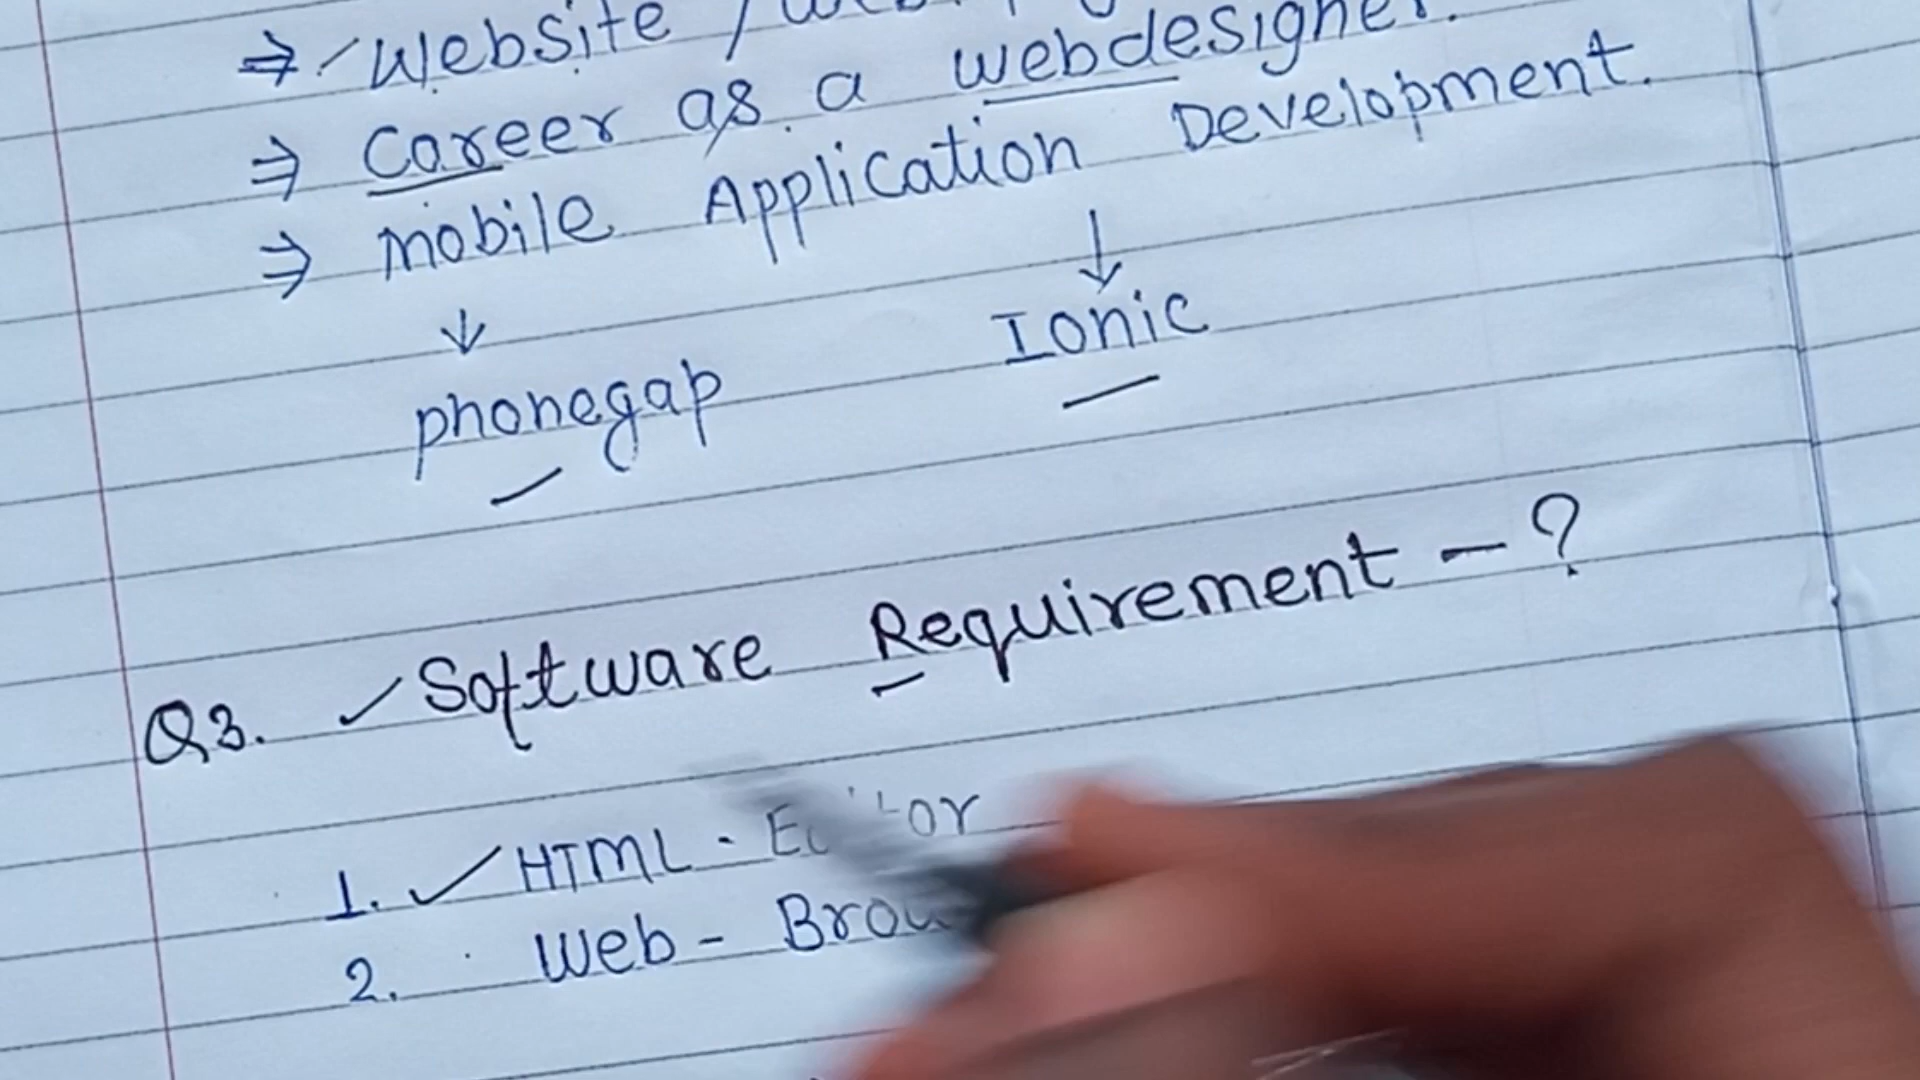 ⇒ Website /
⇒ Career as a webdesigner.
⇒ mobile Application Development.
↓ ↓
phonegap Ionic
Q3. ✓ Software Requirement - ?
1. ✓ HTML - Editor
2. Web -